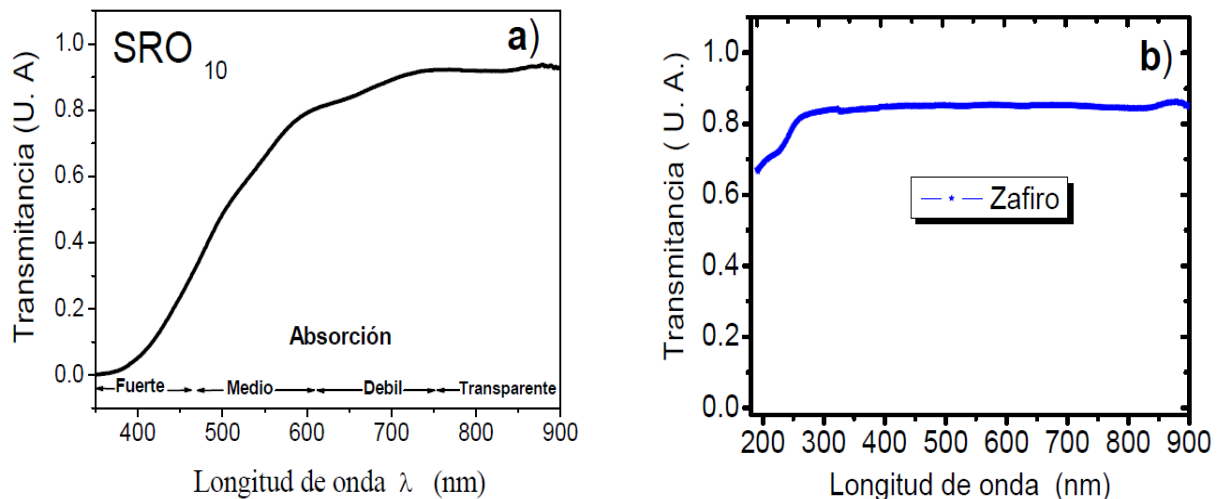 SRO 10
a)
Transmitancia (U. A)
1.0
0.8
0.6
0.4
0.2
0.0
Absorción
Fuerte Medio Debil Transparente
400 500 600 700 800 900
Longitud de onda λ (nm)
b)
Transmitancia ( U. A. )
1.0
0.8
0.6
0.4
0.2
0.0
Zafiro
200 300 400 500 600 700 800 900
Longitud de onda (nm)